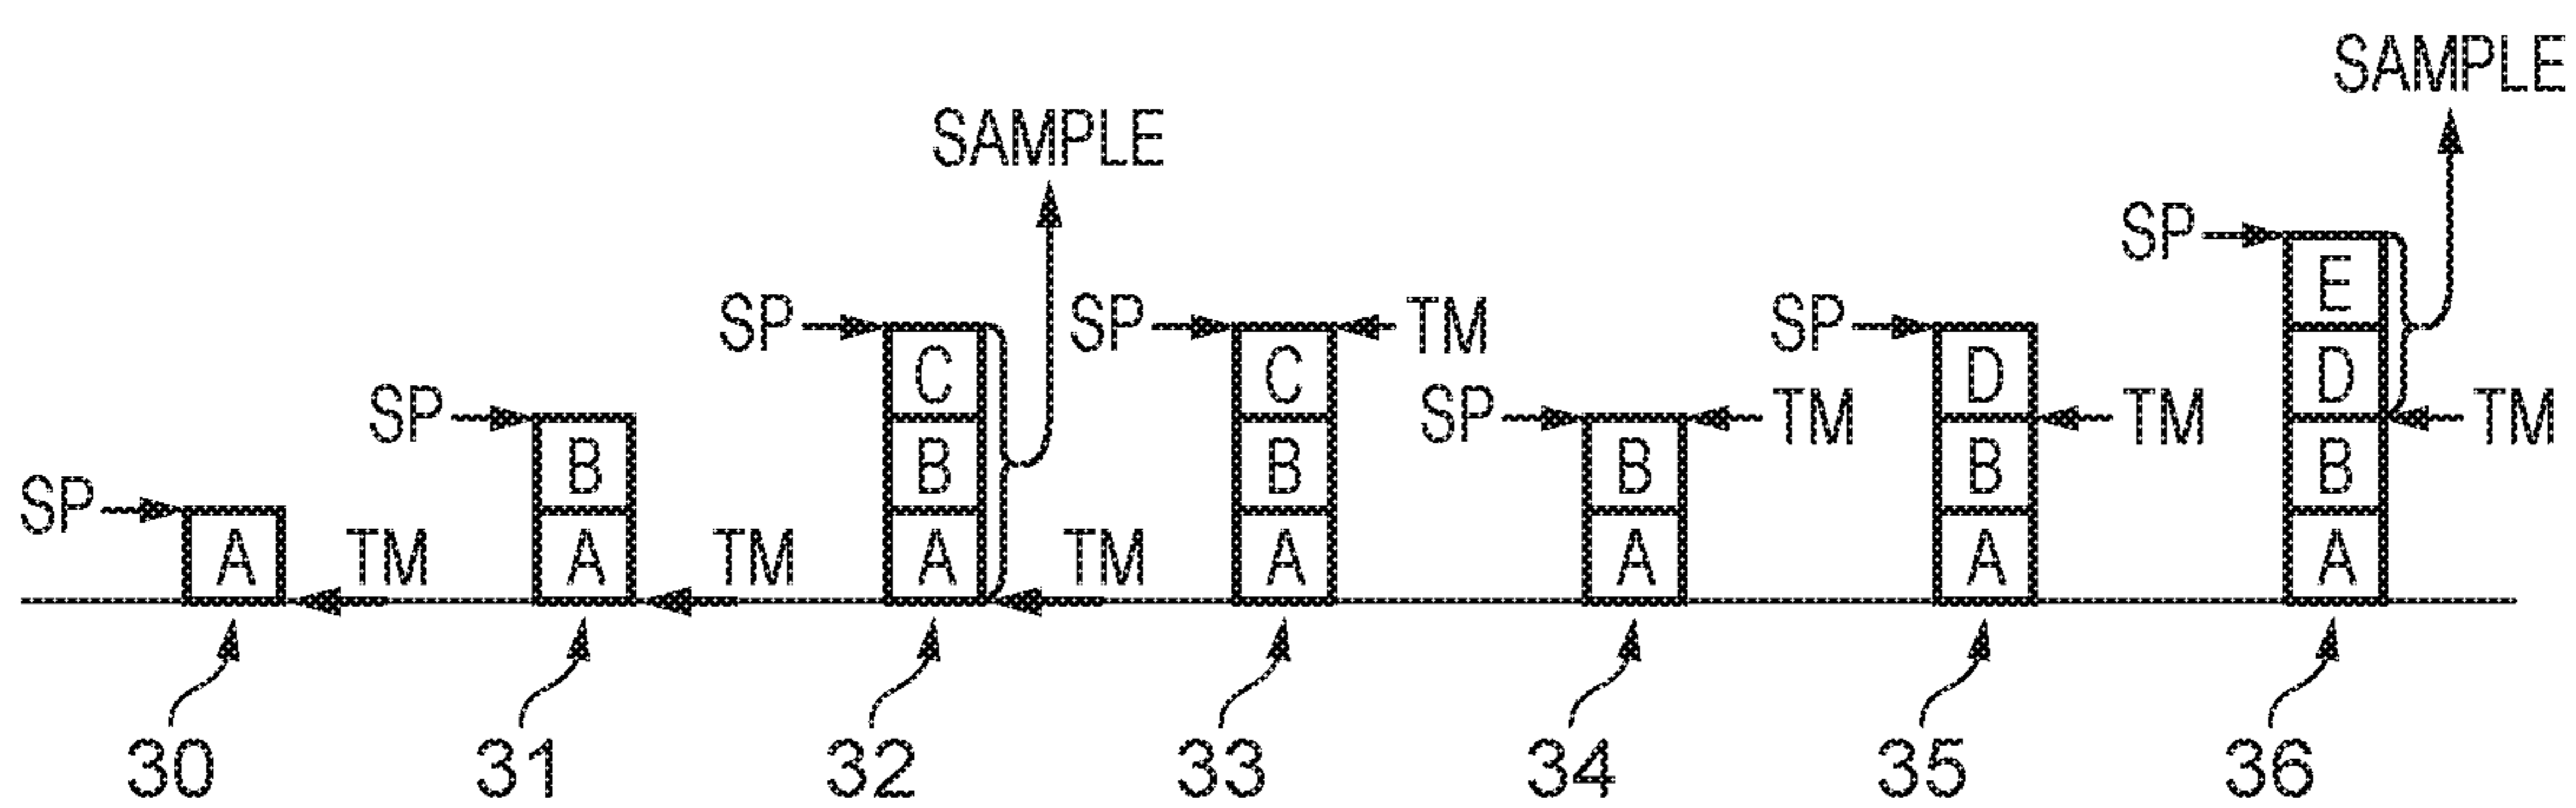 SAMPLE
SAMPLE
SP
SP SP TM SP
E
SP C C SP TM D TM D TM
SP B B B B B B
A TM A TM A TM A A A A
30 31 32 33 34 35 36